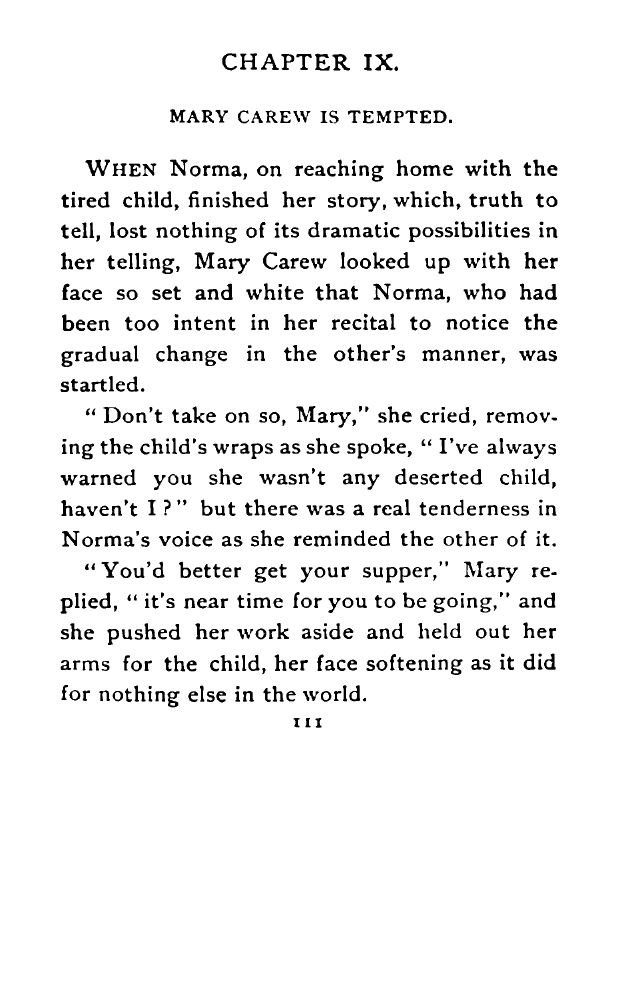 CHAPTER IX.
MARY CAREW IS TEMPTED.
WHEN Norma, on reaching home with the
tired child, finished her story, which, truth to
tell, lost nothing of its dramatic possibilities in
her telling, Mary Carew looked up with her
face so set and white that Norma, who had
been too intent in her recital to notice the
gradual change in the other's manner, was
startled.
“ Don't take on so, Mary,” she cried, remov-
ing the child's wraps as she spoke, “ I've always
warned you she wasn't any deserted child,
haven't I ? ” but there was a real tenderness in
Norma's voice as she reminded the other of it.
“ You'd better get your supper,” Mary re-
plied, “ it's near time for you to be going,” and
she pushed her work aside and held out her
arms for the child, her face softening as it did
for nothing else in the world.
III